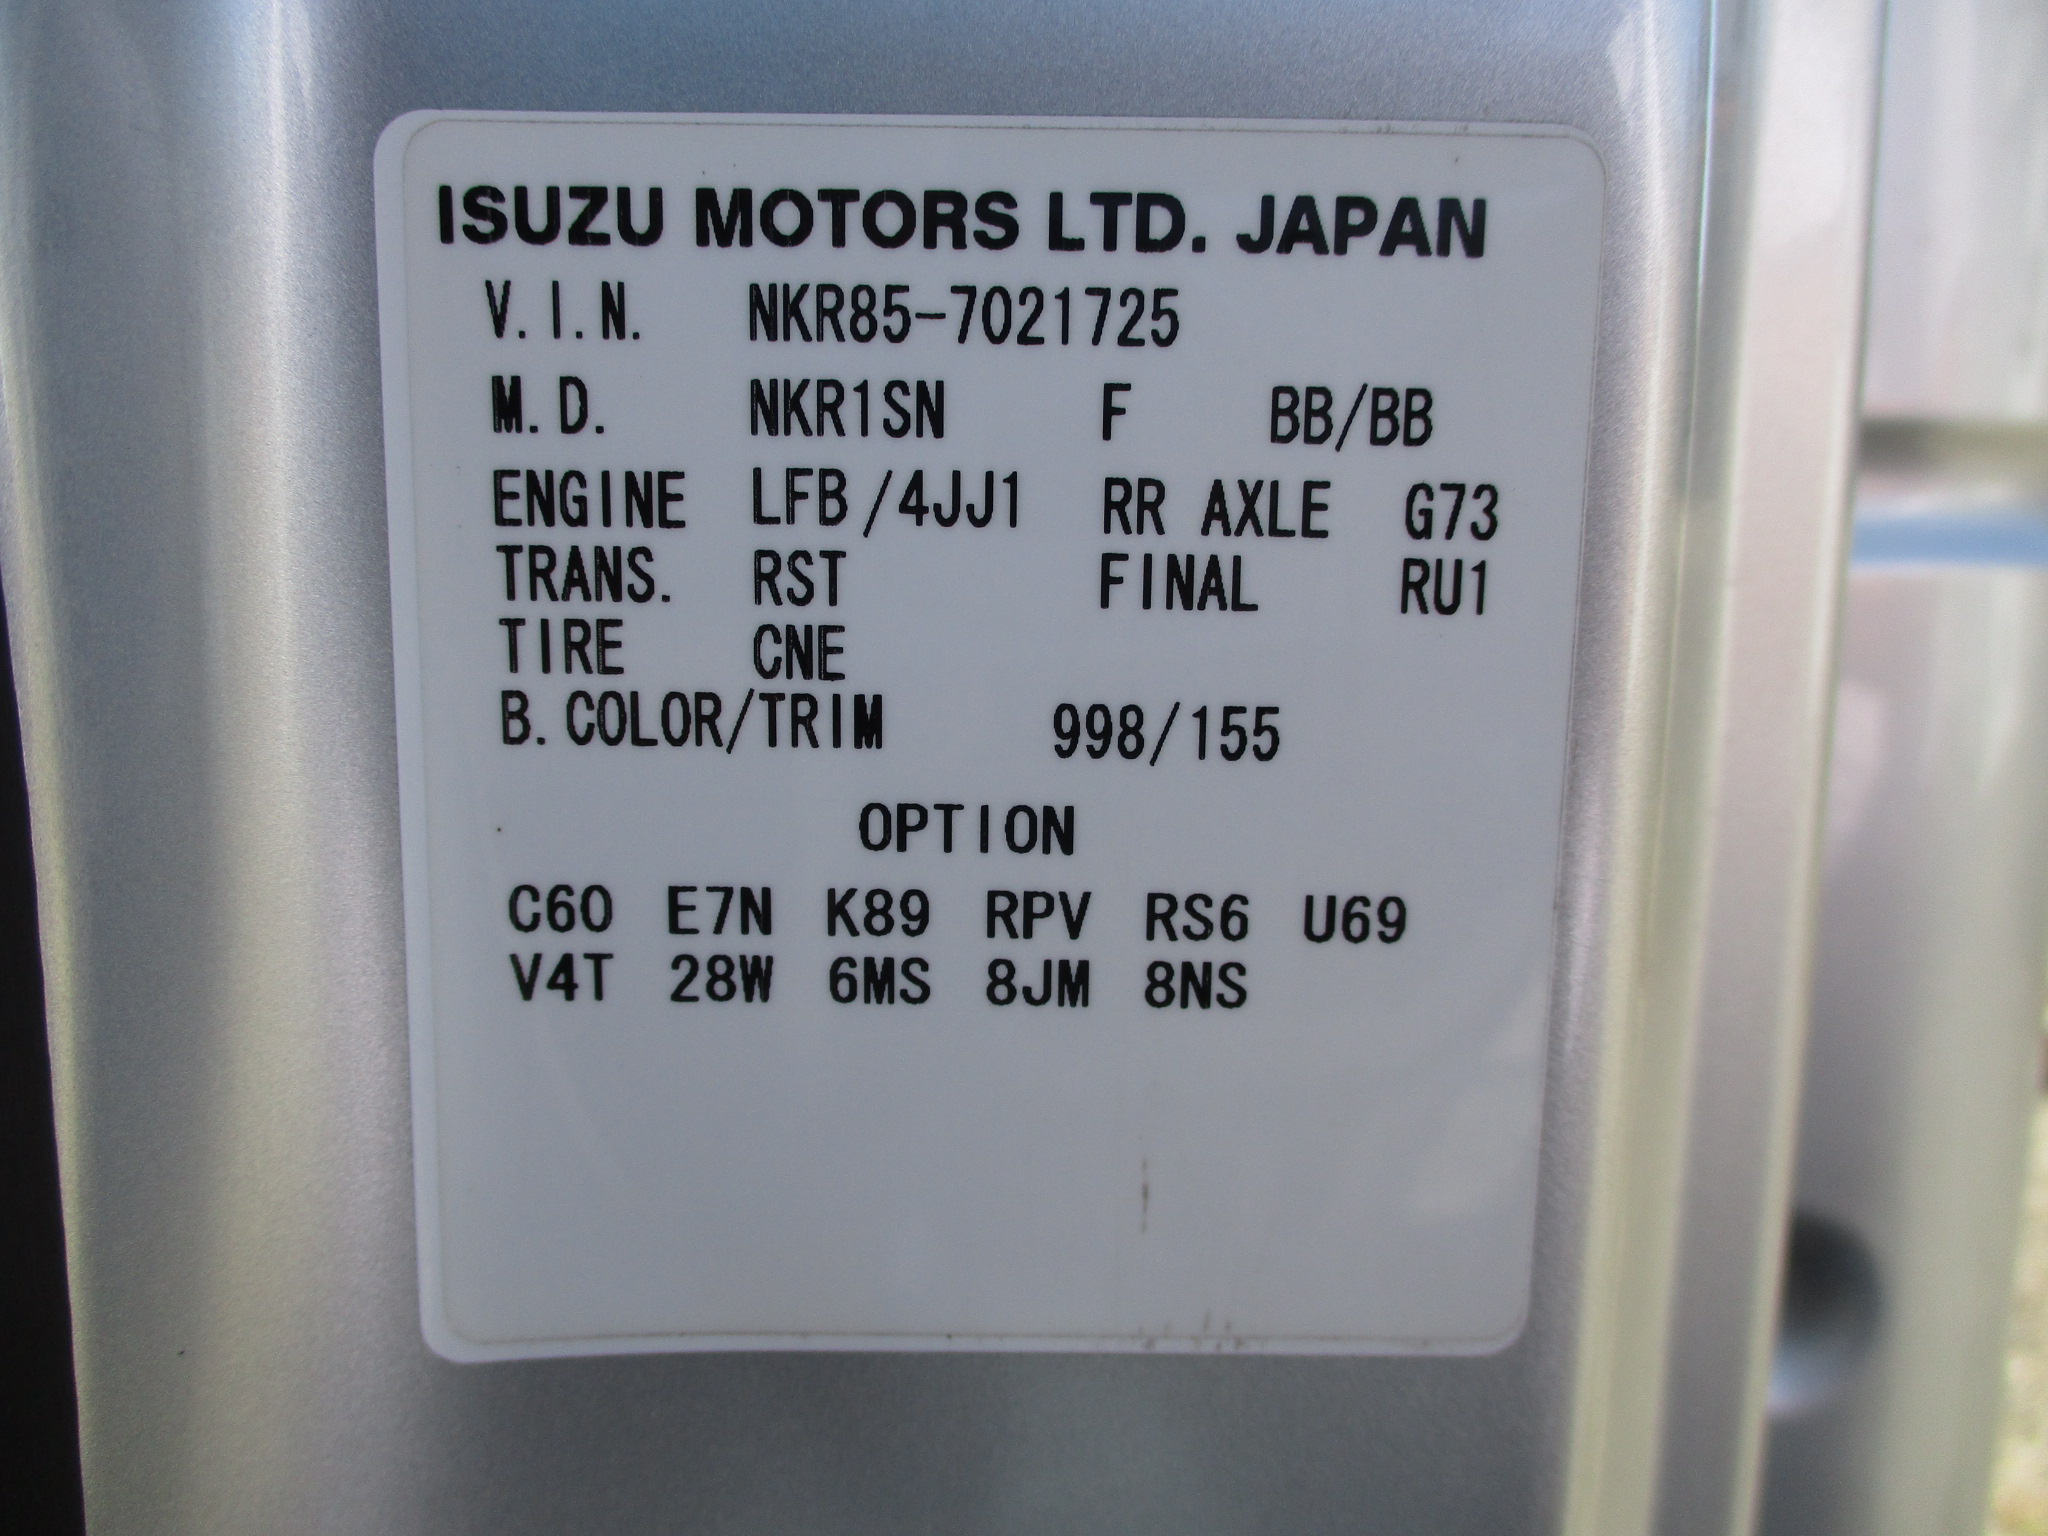 ISUZU MOTORS LTD. JAPAN
V.I.N. NKR85-7021725
M.D. NKR1SN F BB/BB
ENGINE LFB/4JJ1 RR AXLE G73
TRANS. RST FINAL RU1
TIRE CNE
B.COLOR/TRIM 998/155
OPTION
C60 E7N K89 RPV RS6 U69
V4T 28W 6MS 8JM 8NS